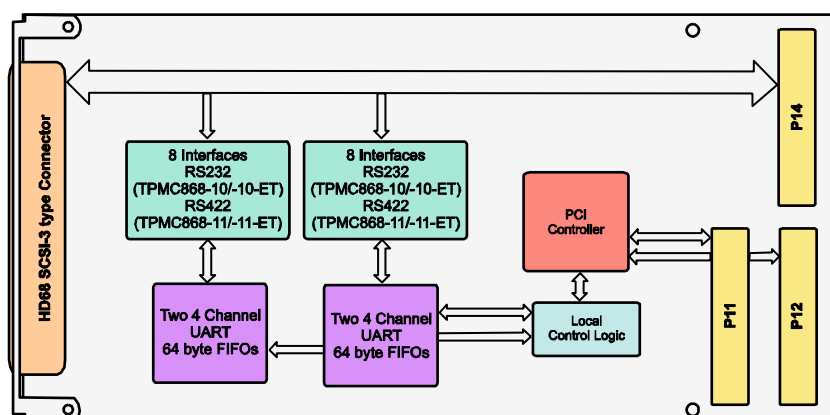 HD68 SCSI-3 type Connector
8 Interfaces
RS232
(TPMC868-10/-10-ET)
RS422
(TPMC868-11/-11-ET)
8 Interfaces
RS232
(TPMC868-10/-10-ET)
RS422
(TPMC868-11/-11-ET)
P14
PCI
Controller
Two 4 Channel
UART
64 byte FIFOs
Two 4 Channel
UART
64 byte FIFOs
Local
Control Logic
P11
P12